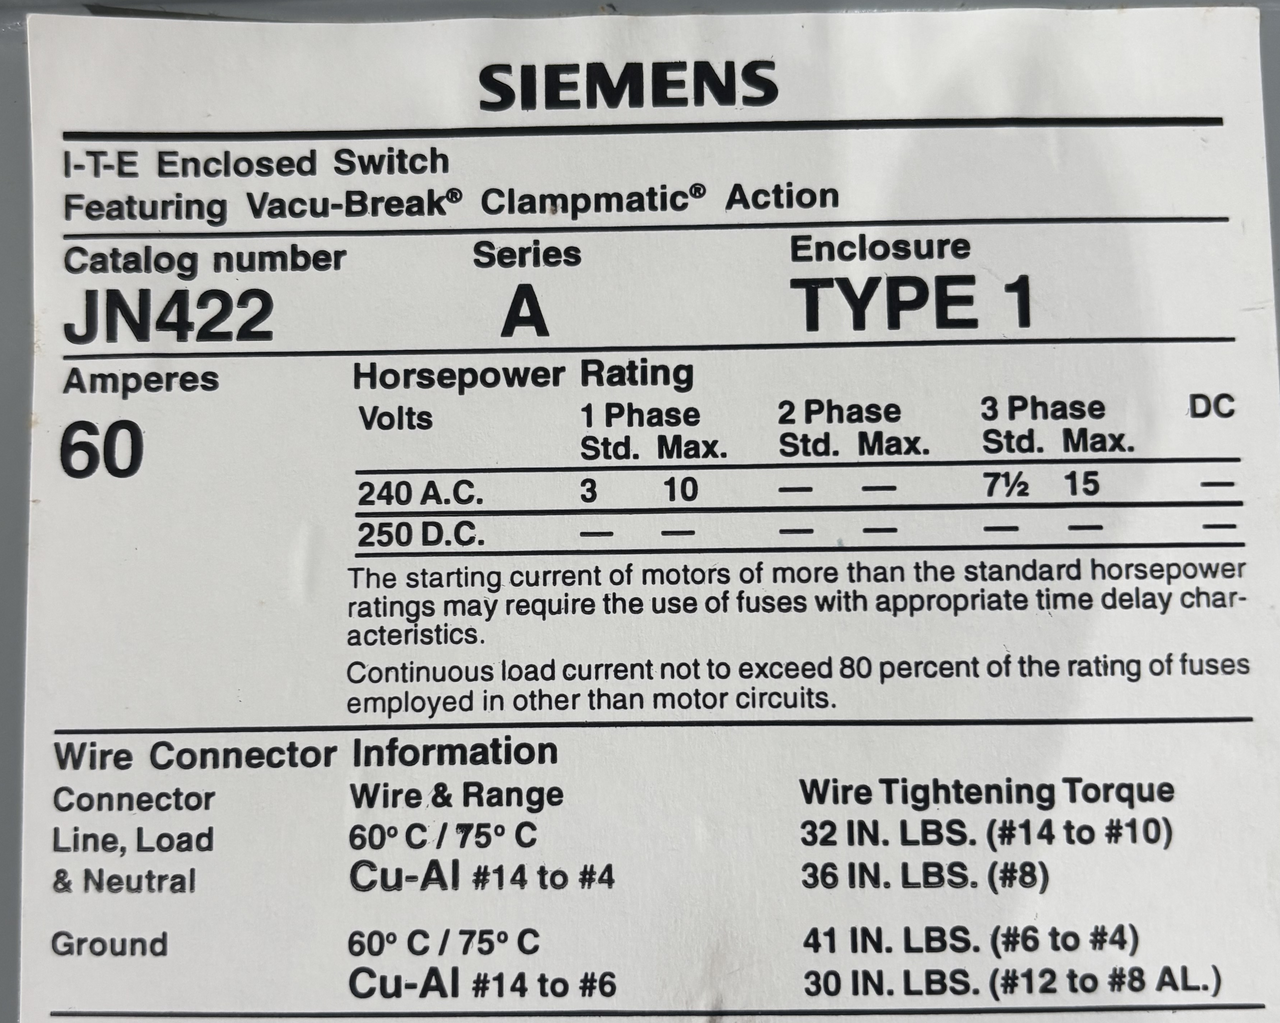 SIEMENS
I-T-E Enclosed Switch
Featuring Vacu-Break® Clampmatic® Action
Catalog number Series Enclosure
JN422 A TYPE 1
Amperes Horsepower Rating
60 Volts 1 Phase 2 Phase 3 Phase DC
Std. Max. Std. Max. Std. Max.
240 A.C. 3 10 — — 7½ 15 —
250 D.C. — — — — — — —
The starting current of motors of more than the standard horsepower
ratings may require the use of fuses with appropriate time delay char-
acteristics.
Continuous load current not to exceed 80 percent of the rating of fuses
employed in other than motor circuits.
Wire Connector Information
Connector Wire & Range Wire Tightening Torque
Line, Load 60° C / 75° C 32 IN. LBS. (#14 to #10)
& Neutral Cu-Al #14 to #4 36 IN. LBS. (#8)
Ground 60° C / 75° C 41 IN. LBS. (#6 to #4)
Cu-Al #14 to #6 30 IN. LBS. (#12 to #8 AL.)